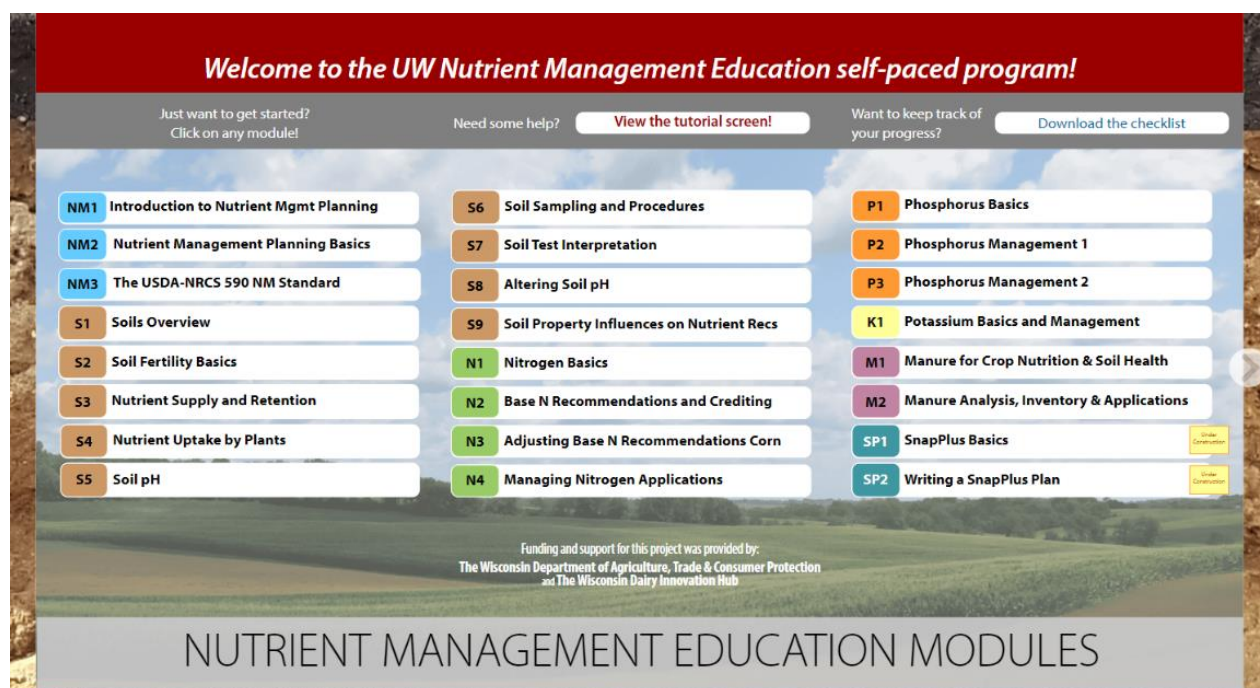 Welcome to the UW Nutrient Management Education self-paced program!
Just want to get started?
Click on any module!
Need some help?
View the tutorial screen!
Want to keep track of
your progress?
Download the checklist
NM1 Introduction to Nutrient Mgmt Planning
NM2 Nutrient Management Planning Basics
NM3 The USDA-NRCS 590 NM Standard
S1 Soils Overview
S2 Soil Fertility Basics
S3 Nutrient Supply and Retention
S4 Nutrient Uptake by Plants
S5 Soil pH
S6 Soil Sampling and Procedures
S7 Soil Test Interpretation
S8 Altering Soil pH
S9 Soil Property Influences on Nutrient Recs
N1 Nitrogen Basics
N2 Base N Recommendations and Crediting
N3 Adjusting Base N Recommendations Corn
N4 Managing Nitrogen Applications
P1 Phosphorus Basics
P2 Phosphorus Management 1
P3 Phosphorus Management 2
K1 Potassium Basics and Management
M1 Manure for Crop Nutrition & Soil Health
M2 Manure Analysis, Inventory & Applications
SP1 SnapPlus Basics
Under
Construction
SP2 Writing a SnapPlus Plan
Under
Construction
Funding and support for this project was provided by:
The Wisconsin Department of Agriculture, Trade & Consumer Protection
and The Wisconsin Dairy Innovation Hub
NUTRIENT MANAGEMENT EDUCATION MODULES